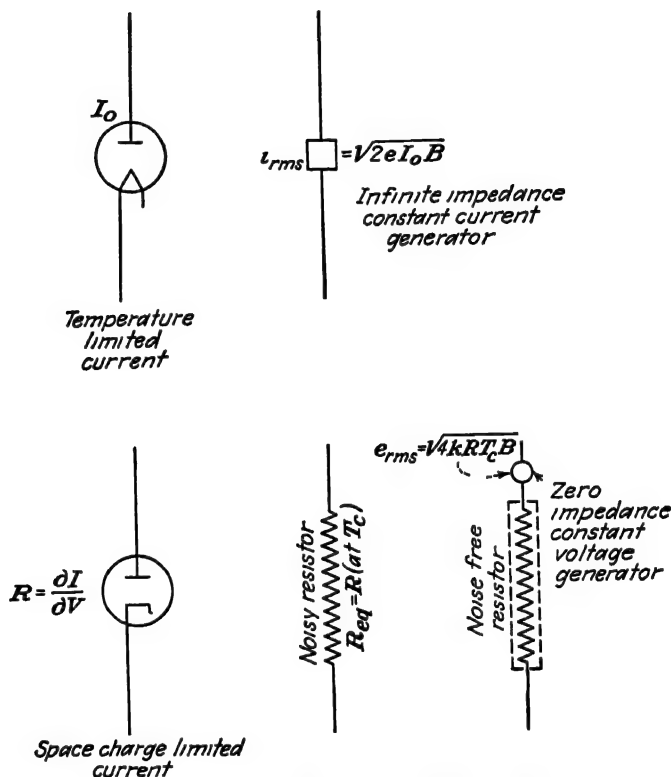 I₀
i_rms = √2eI₀B
Infinite impedance
constant current
generator
Temperature
limited
current
e_rms = √4kRT_cB
Zero
impedance
constant
voltage
generator
R = ∂I/∂V
Noisy resistor
R_eq = R (at T_c)
Noise free
resistor
Space charge limited
current